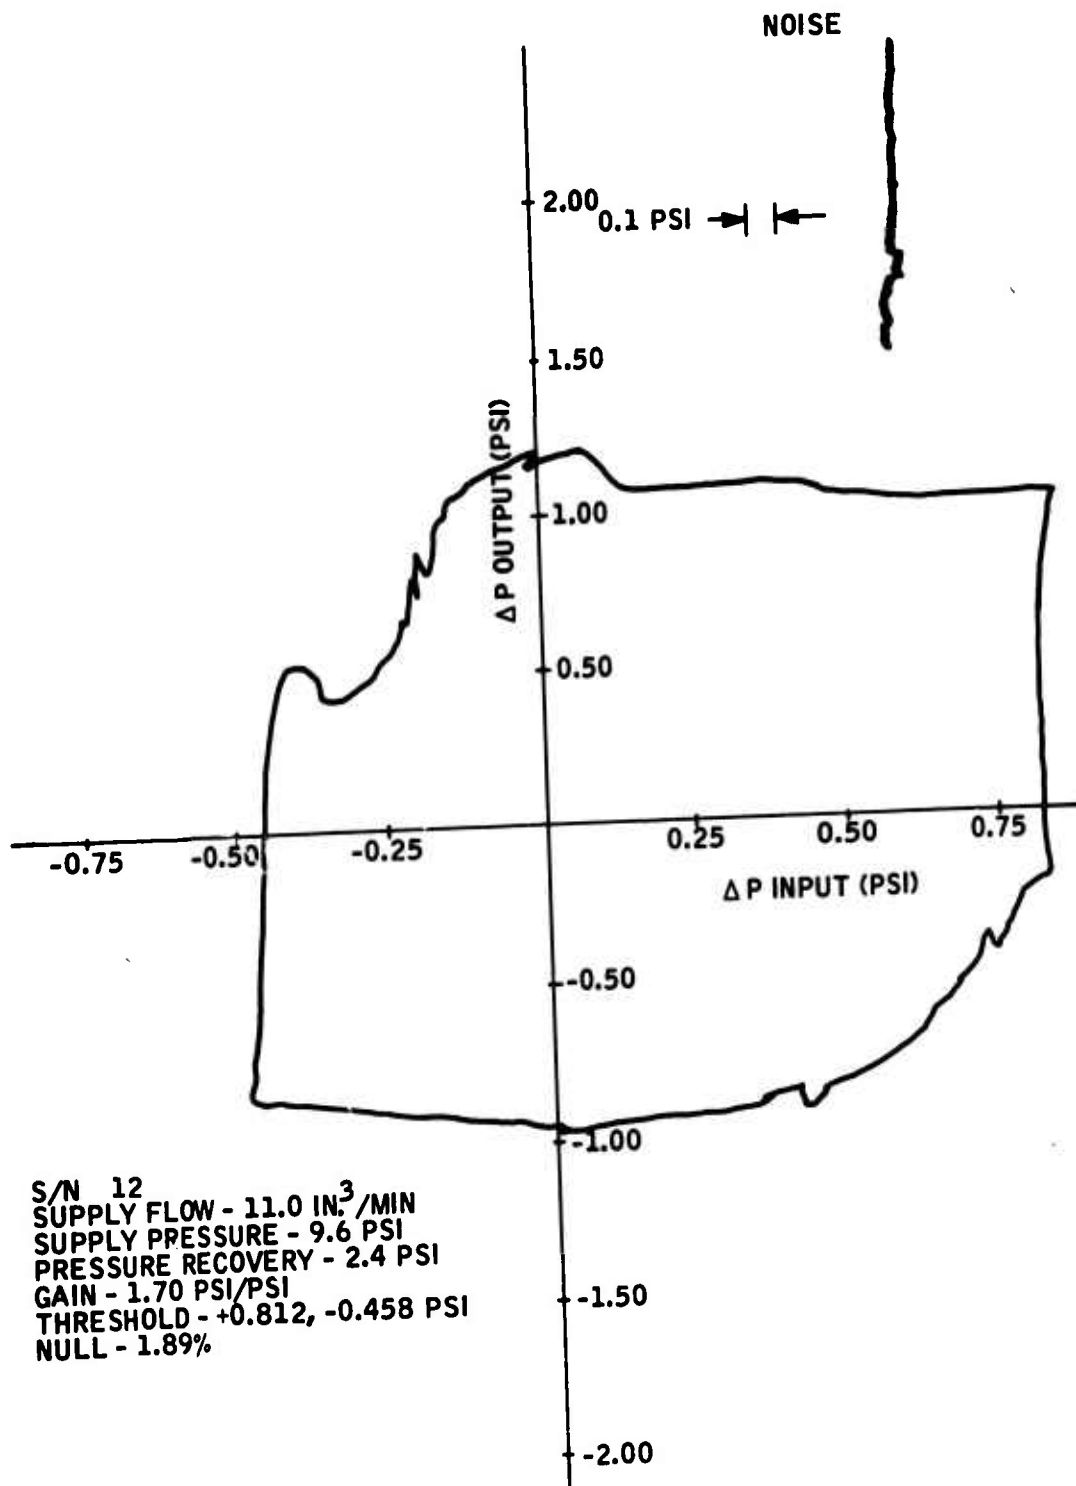 NOISE
2.00
0.1 PSI
1.50
ΔP OUTPUT (PSI)
1.00
0.50
-0.75
-0.50
-0.25
0.25
0.50
0.75
ΔP INPUT (PSI)
-0.50
-1.00
S/N 12
SUPPLY FLOW - 11.0 IN.³/MIN
SUPPLY PRESSURE - 9.6 PSI
PRESSURE RECOVERY - 2.4 PSI
GAIN - 1.70 PSI/PSI
THRESHOLD - +0.812, -0.458 PSI
NULL - 1.89%
-1.50
-2.00